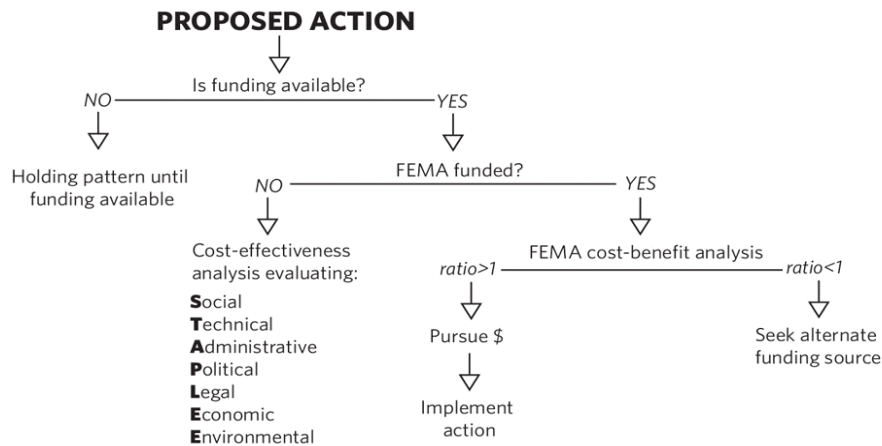 PROPOSED ACTION
Is funding available?
NO
YES
Holding pattern until
funding available
FEMA funded?
NO
YES
Cost-effectiveness
analysis evaluating:
Social
Technical
Administrative
Political
Legal
Economic
Environmental
FEMA cost-benefit analysis
ratio>1
ratio<1
Pursue $
Implement
action
Seek alternate
funding source